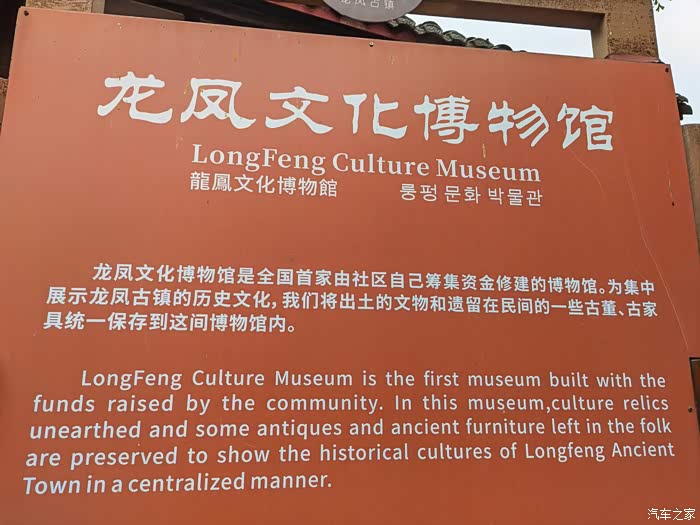 龙凤古镇
龙凤文化博物馆
LongFeng Culture Museum
龍鳳文化博物館 룽펑 문화 박물관
龙凤文化博物馆是全国首家由社区自己筹集资金修建的博物馆。为集中
展示龙凤古镇的历史文化，我们将出土的文物和遗留在民间的一些古董、古家
具统一保存到这间博物馆内。
LongFeng Culture Museum is the first museum built with the
funds raised by the community. In this museum,culture relics
unearthed and some antiques and ancient furniture left in the folk
are preserved to show the historical cultures of Longfeng Ancient
Town in a centralized manner.
汽车之家